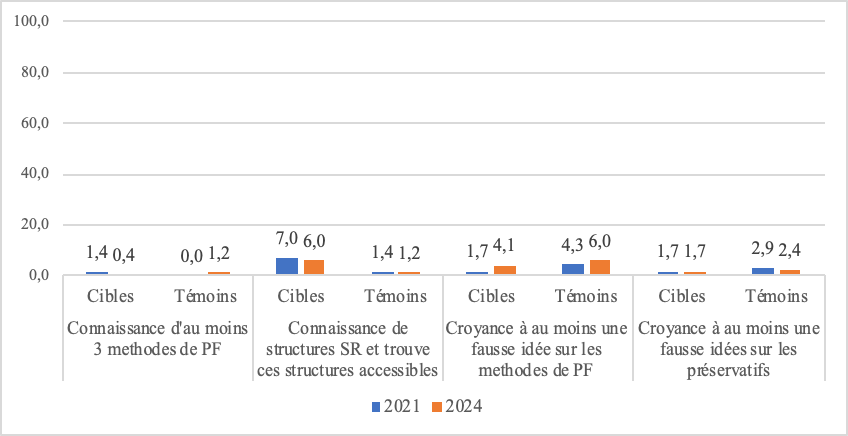 100,0
80,0
60,0
40,0
20,0
0,0
1,4 0,4
0,0 1,2
7,0 6,0
1,4 1,2
1,7 4,1
4,3 6,0
1,7 1,7
2,9 2,4
Cibles Témoins Cibles Témoins Cibles Témoins Cibles Témoins
Connaissance d'au moins
3 methodes de PF
Connaissance de
structures SR et trouve
ces structures accessibles
Croyance à au moins une
fausse idée sur les
methodes de PF
Croyance à au moins une
fausse idées sur les
préservatifs
2021 2024